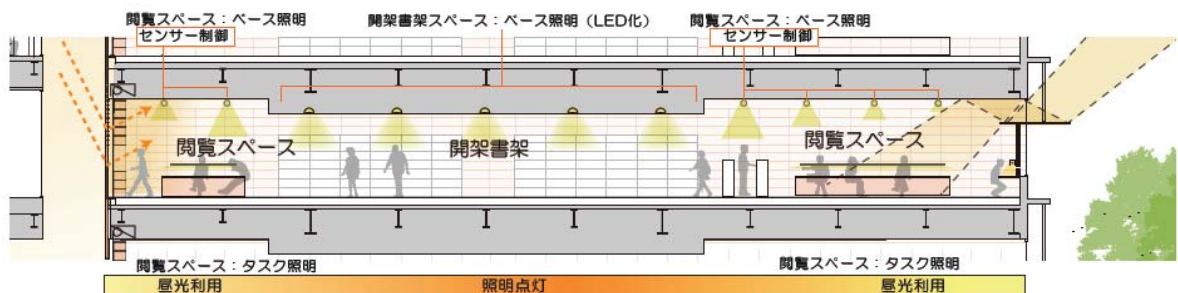 閲覧スペース：ベース照明
センサー制御
開架書架スペース：ベース照明（LED化）
閲覧スペース：ベース照明
センサー制御
閲覧スペース
開架書架
閲覧スペース
閲覧スペース：タスク照明
閲覧スペース：タスク照明
昼光利用
照明点灯
昼光利用